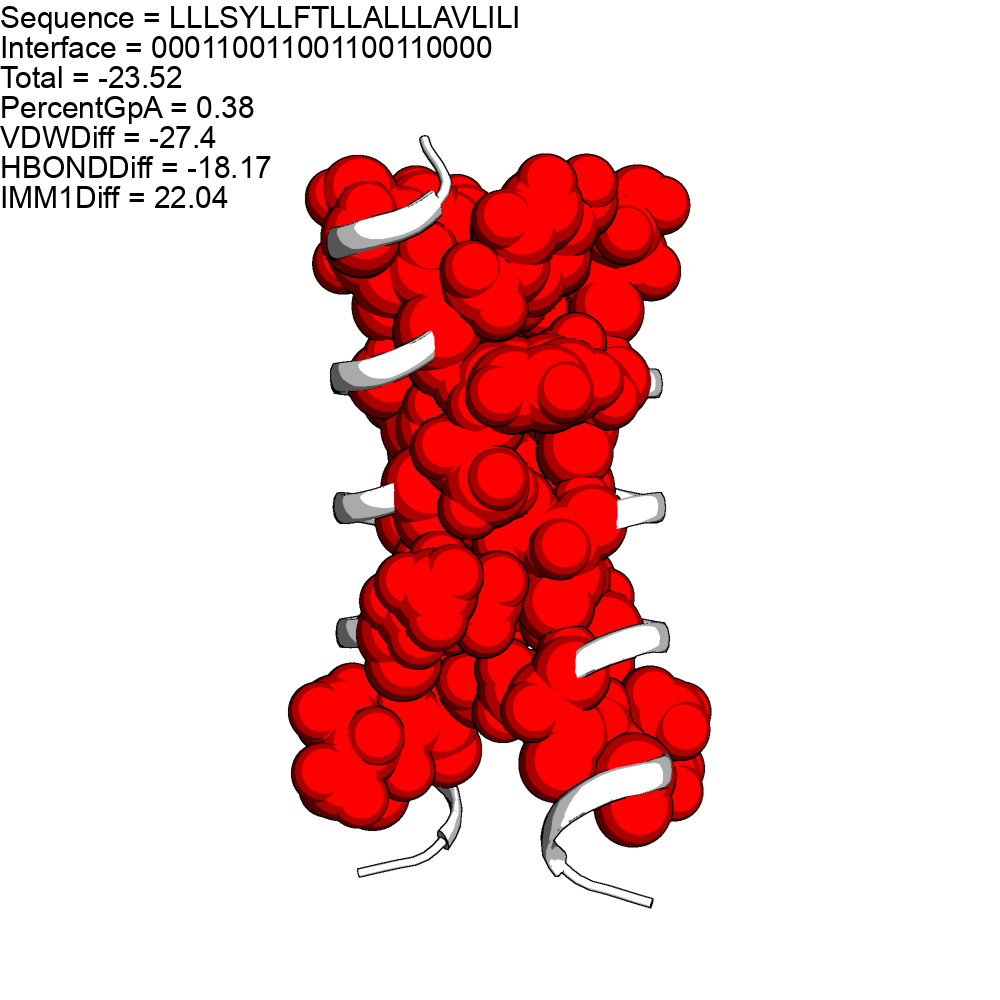 Sequence = LLLSYLLFTLLALLLAVLILI
Interface = 000110011001100110000
Total = -23.52
PercentGpA = 0.38
VDWDiff = -27.4
HBONDDiff = -18.17
IMM1Diff = 22.04